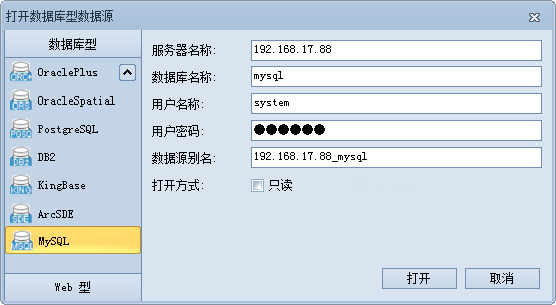 打开数据库型数据源
数据库型
OraclePlus
OracleSpatial
PostgreSQL
DB2
KingBase
ArcSDE
MySQL
Web 型
服务器名称: 192.168.17.88
数据库名称: mysql
用户名称: system
用户密码: ●●●●●●
数据源别名: 192.168.17.88_mysql
打开方式: 只读
打开 取消